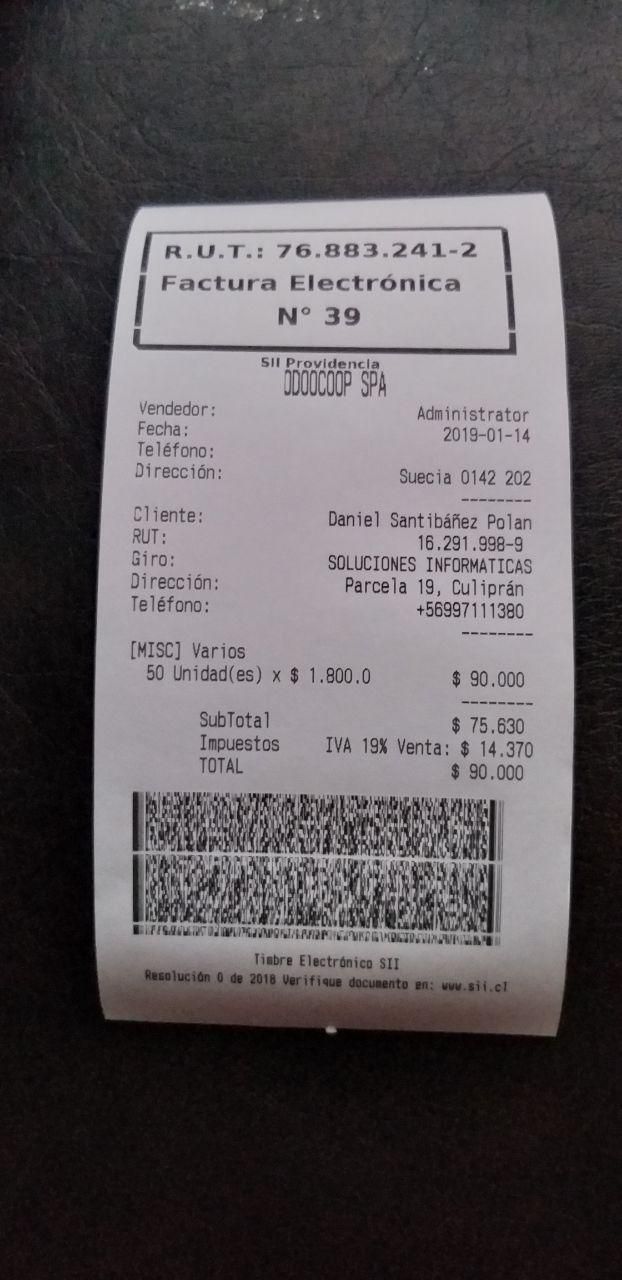 R.U.T.: 76.883.241-2
Factura Electrónica
N° 39
SII Providencia
ODOOCOOP SPA
Vendedor: Administrator
Fecha: 2019-01-14
Teléfono:
Dirección: Suecia 0142 202
--------
Cliente: Daniel Santibáñez Polan
RUT: 16.291.998-9
Giro: SOLUCIONES INFORMATICAS
Dirección: Parcela 19, Culiprán
Teléfono: +56997111380
--------
[MISC] Varios
50 Unidad(es) x $ 1.800.0 $ 90.000
--------
SubTotal $ 75.630
Impuestos IVA 19% Venta: $ 14.370
TOTAL $ 90.000
Timbre Electrónico SII
Resolución 0 de 2018 Verifique documento en: www.sii.cl